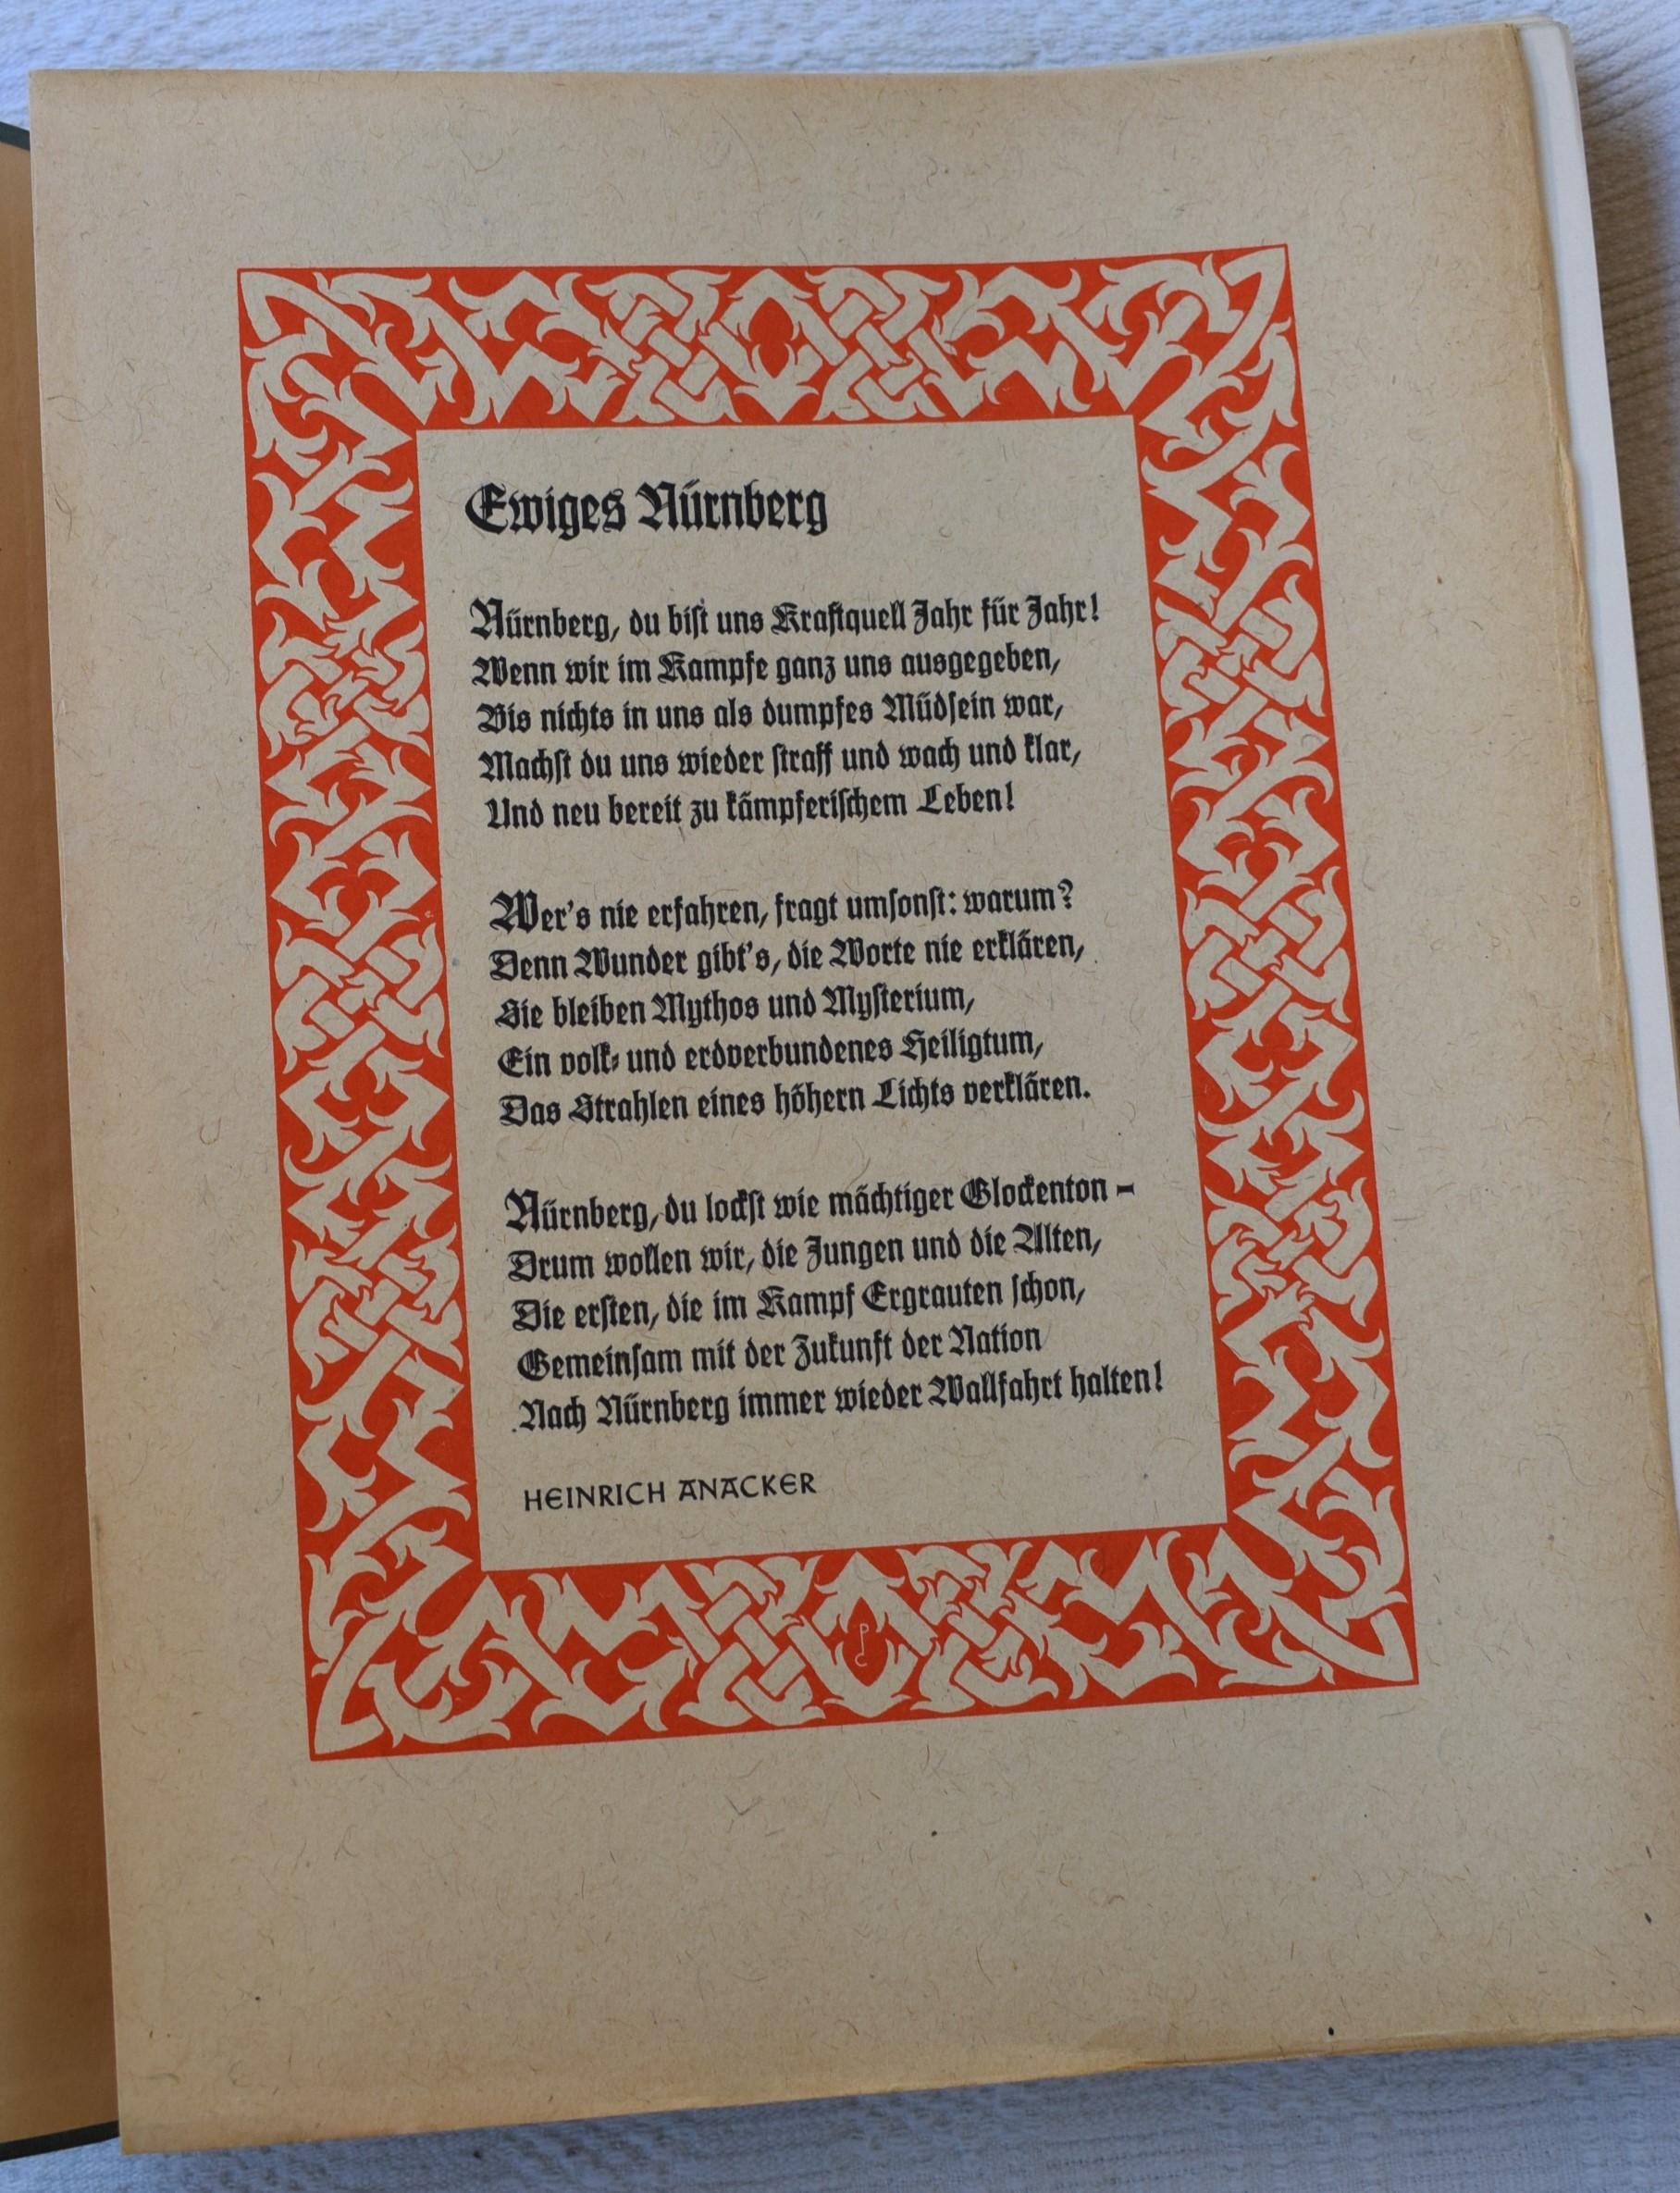 Ewiges Nürnberg
Nürnberg, du biſt uns Kraftquell Jahr für Jahr!
Wenn wir im Kampfe ganz uns ausgegeben,
Bis nichts in uns als dumpfes Müdſein war,
Machſt du uns wieder ſtraff und wach und klar,
Und neu bereit zu kämpferiſchem Leben!
Wer's nie erfahren, fragt umſonſt: warum?
Denn Wunder gibt's, die Worte nie erklären,
Sie bleiben Mythos und Myſterium,
Ein volk- und erdverbundenes Heiligtum,
Das Strahlen eines höhern Lichts verklären.
Nürnberg, du lockſt wie mächtiger Glockenton –
Drum wollen wir, die Jungen und die Alten,
Die erſten, die im Kampf Ergrauten ſchon,
Gemeinſam mit der Zukunft der Nation
Nach Nürnberg immer wieder Wallfahrt halten!
HEINRICH ANACKER